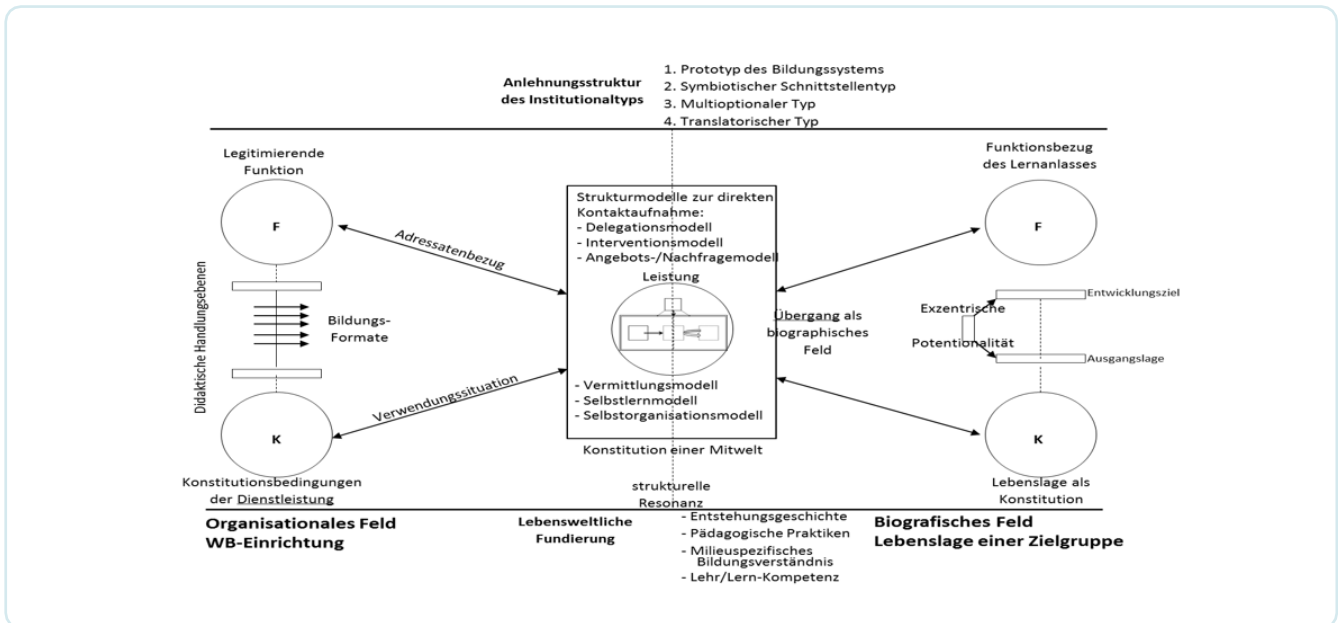 Anlehnungsstruktur
des Institutionaltyps
1. Prototyp des Bildungssystems
2. Symbiotischer Schnittstellentyp
3. Multioptionaler Typ
4. Translatorischer Typ
Legitimierende
Funktion
F
Adressatenbezug
Didaktische Handlungsebenen
Bildungs-
Formate
Verwendungssituation
K
Konstitutionsbedingungen
der Dienstleistung
Organisationales Feld
WB-Einrichtung
Strukturmodelle zur direkten
Kontaktaufnahme:
- Delegationsmodell
- Interventionsmodell
- Angebots-/Nachfragemodell
Leistung
- Vermittlungsmodell
- Selbstlernmodell
- Selbstorganisationsmodell
Konstitution einer Mitwelt
strukturelle
Resonanz
Lebensweltliche
Fundierung
- Entstehungsgeschichte
- Pädagogische Praktiken
- Milieuspezifisches
Bildungsverständnis
- Lehr/Lern-Kompetenz
Funktionsbezug
des Lernanlasses
F
Übergang als
biographisches
Feld
Exzentrische
Potentionalität
Entwicklungsziel
Ausgangslage
K
Lebenslage als
Konstitution
Biografisches Feld
Lebenslage einer Zielgruppe